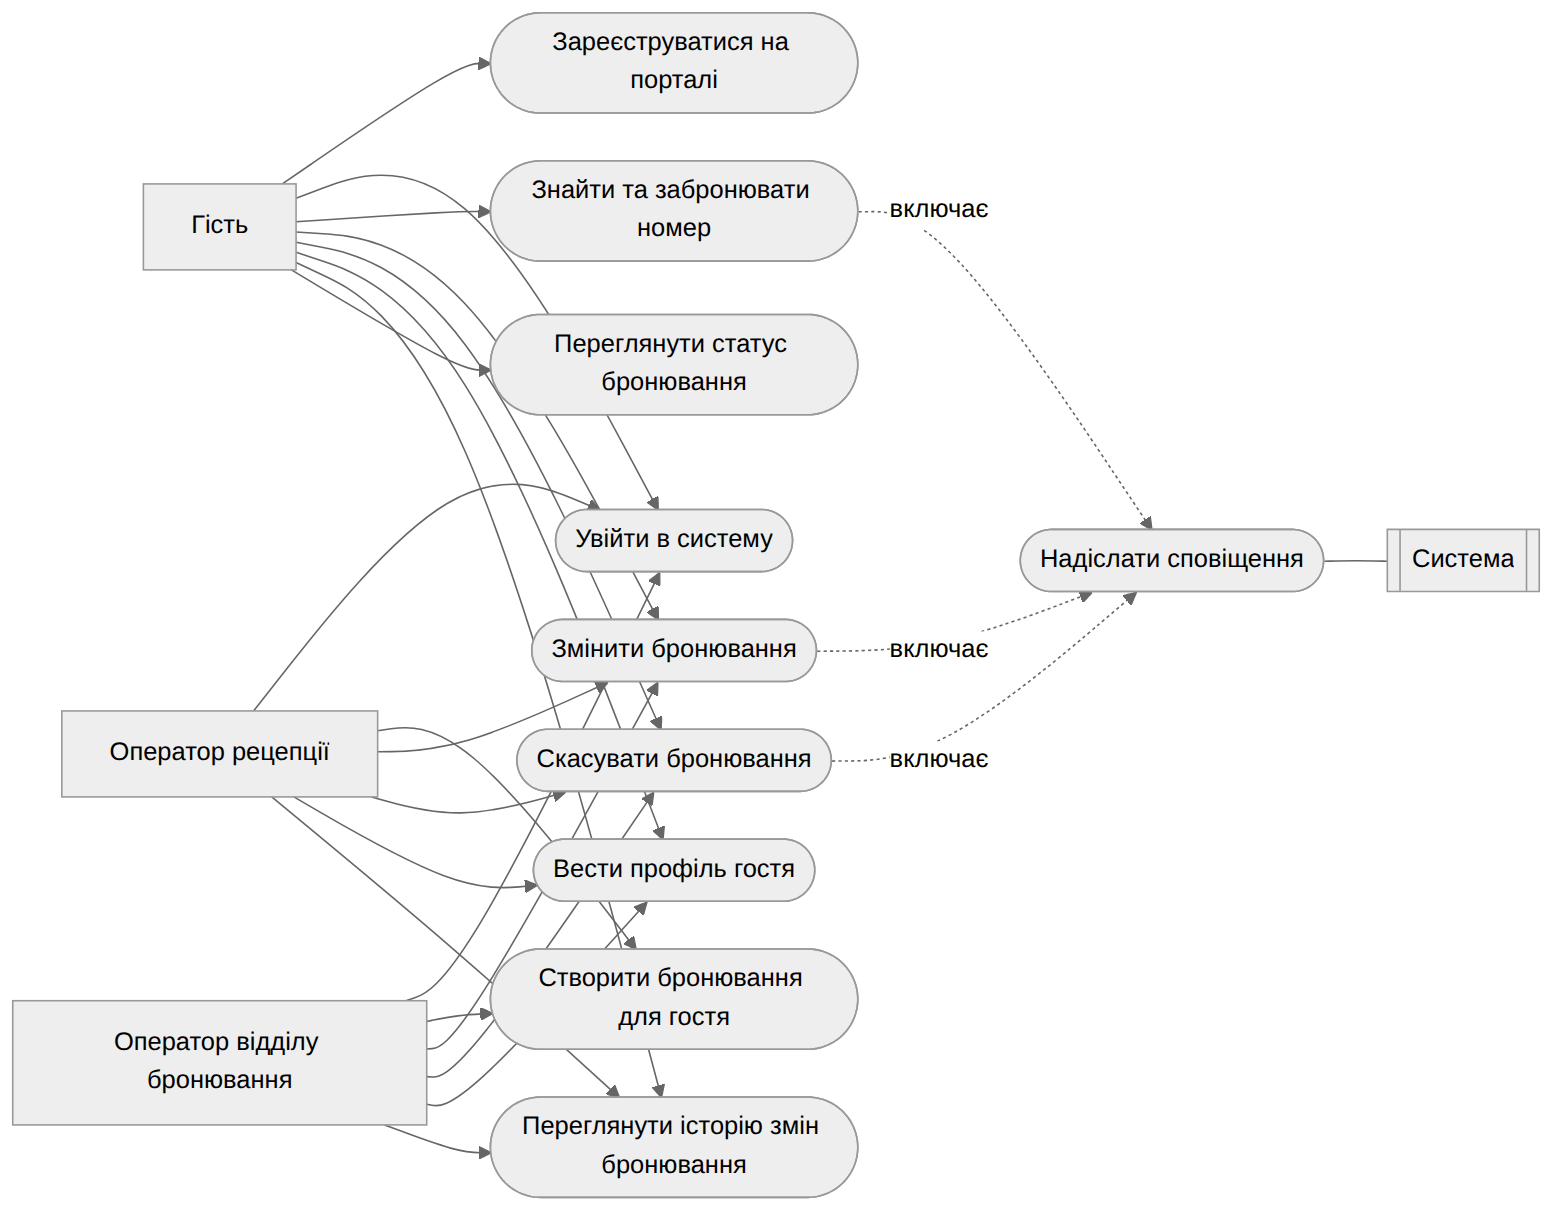 Зареєструватися на
порталі
Знайти та забронювати
номер
включає
Гість
Переглянути статус
бронювання
Увійти в систему
Надіслати сповіщення
Система
Змінити бронювання
включає
Оператор рецепції
Скасувати бронювання
включає
Вести профіль гостя
Створити бронювання
для гостя
Оператор відділу
бронювання
Переглянути історію змін
бронювання